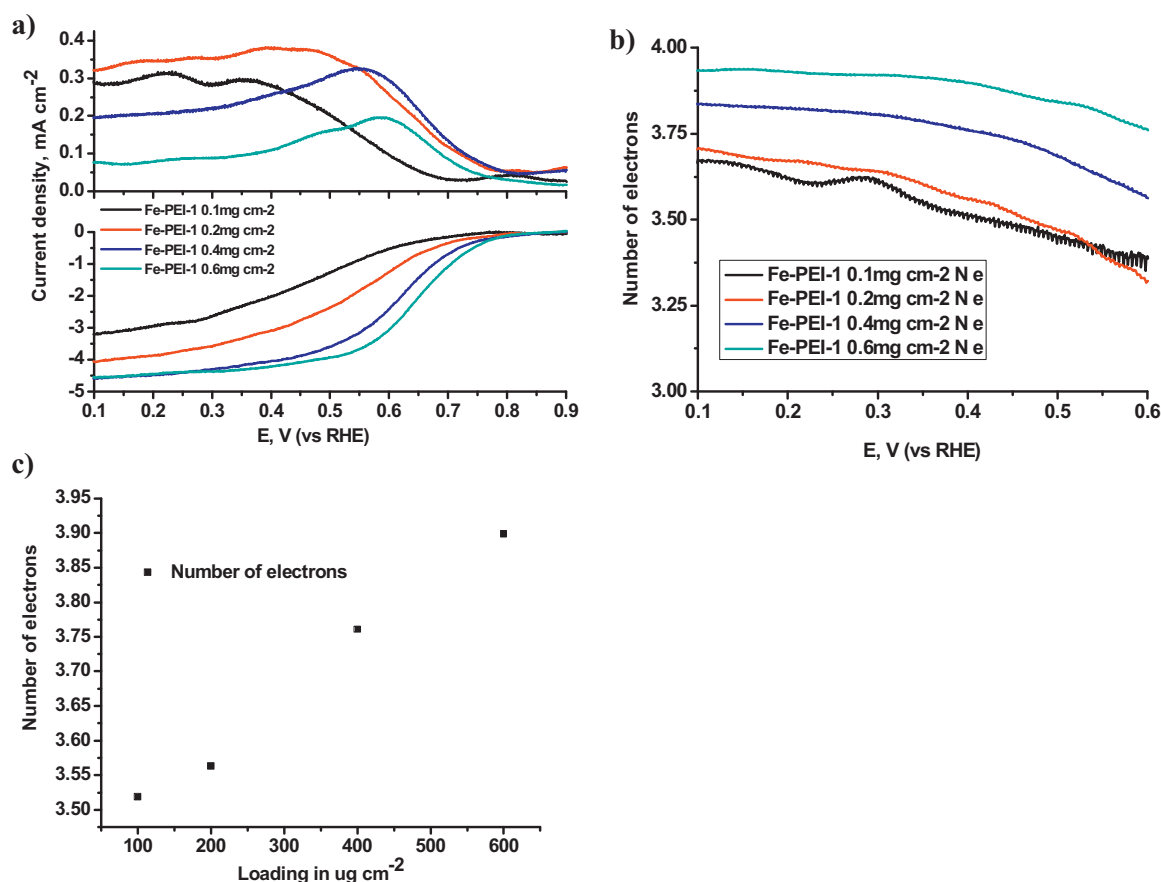 a)
Current density, mA cm-2
0.4
0.3
0.2
0.1
0.0
Fe-PEI-1 0.1mg cm-2
Fe-PEI-1 0.2mg cm-2
Fe-PEI-1 0.4mg cm-2
Fe-PEI-1 0.6mg cm-2
0
-1
-2
-3
-4
-5
0.1 0.2 0.3 0.4 0.5 0.6 0.7 0.8 0.9
E, V (vs RHE)
b)
Number of electrons
4.00
3.75
3.50
3.25
3.00
Fe-PEI-1 0.1mg cm-2 N e
Fe-PEI-1 0.2mg cm-2 N e
Fe-PEI-1 0.4mg cm-2 N e
Fe-PEI-1 0.6mg cm-2 N e
0.1 0.2 0.3 0.4 0.5 0.6
E, V (vs RHE)
c)
Number of electrons
3.95
3.90
3.85
3.80
3.75
3.70
3.65
3.60
3.55
3.50
Number of electrons
100 200 300 400 500 600
Loading in ug cm-2